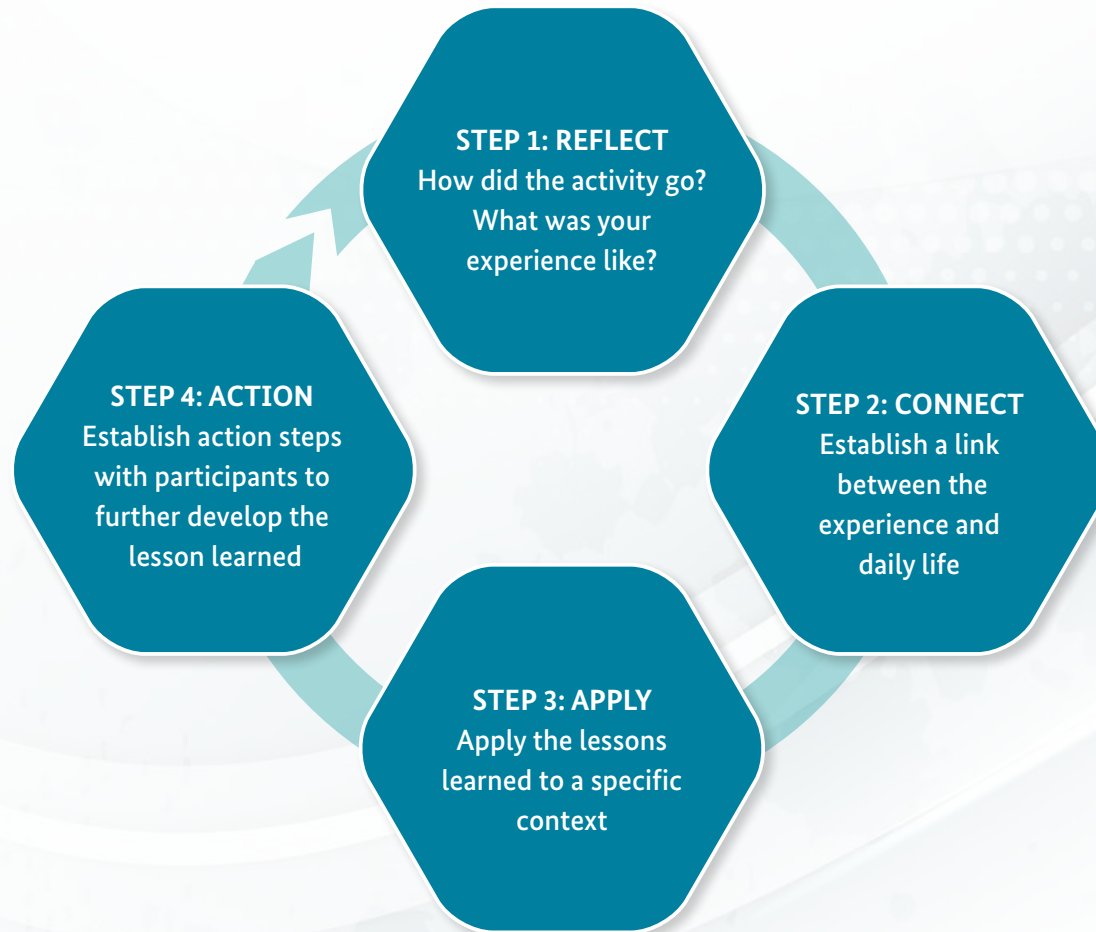 STEP 1: REFLECT
How did the activity go?
What was your
experience like?
STEP 2: CONNECT
Establish a link
between the
experience and
daily life
STEP 3: APPLY
Apply the lessons
learned to a specific
context
STEP 4: ACTION
Establish action steps
with participants to
further develop the
lesson learned